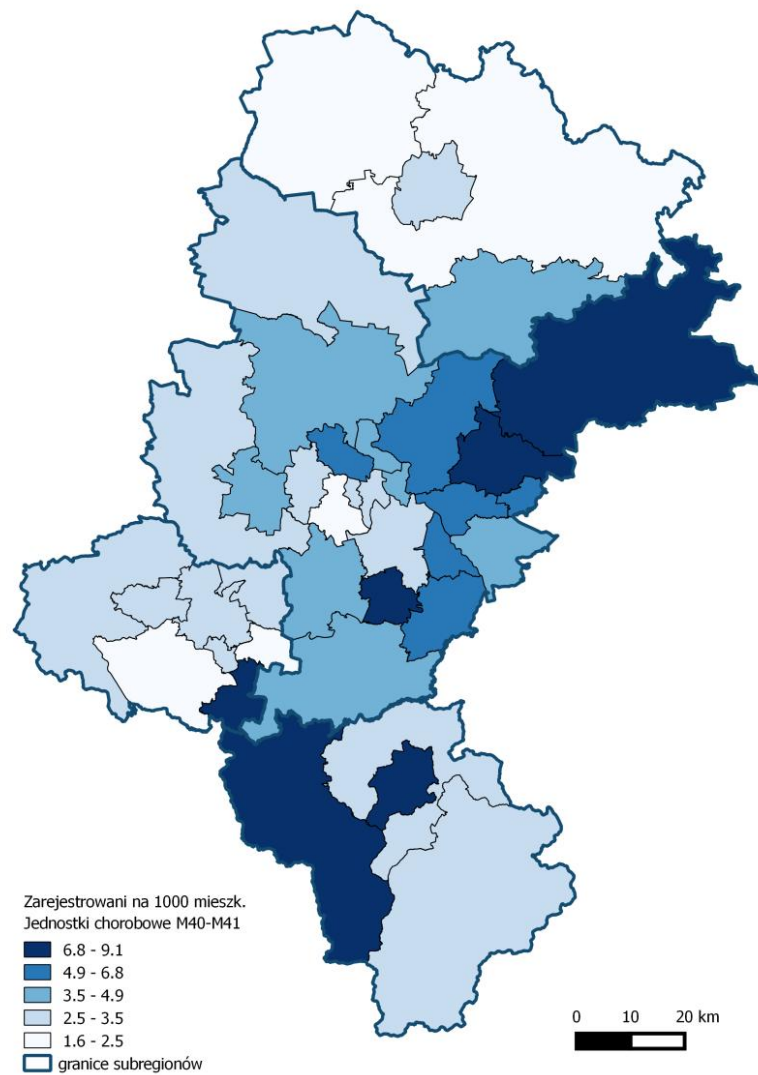 Zarejestrowani na 1000 mieszk.
Jednostki chorobowe M40-M41
6.8 - 9.1
4.9 - 6.8
3.5 - 4.9
2.5 - 3.5
1.6 - 2.5
granice subregionów
0 10 20 km